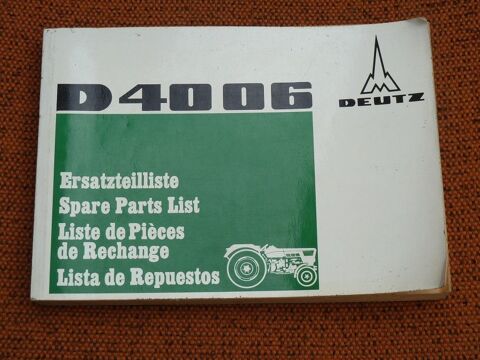 D 40 06
DEUTZ
Ersatzteilliste
Spare Parts List
Liste de Pièces
de Rechange
Lista de Repuestos